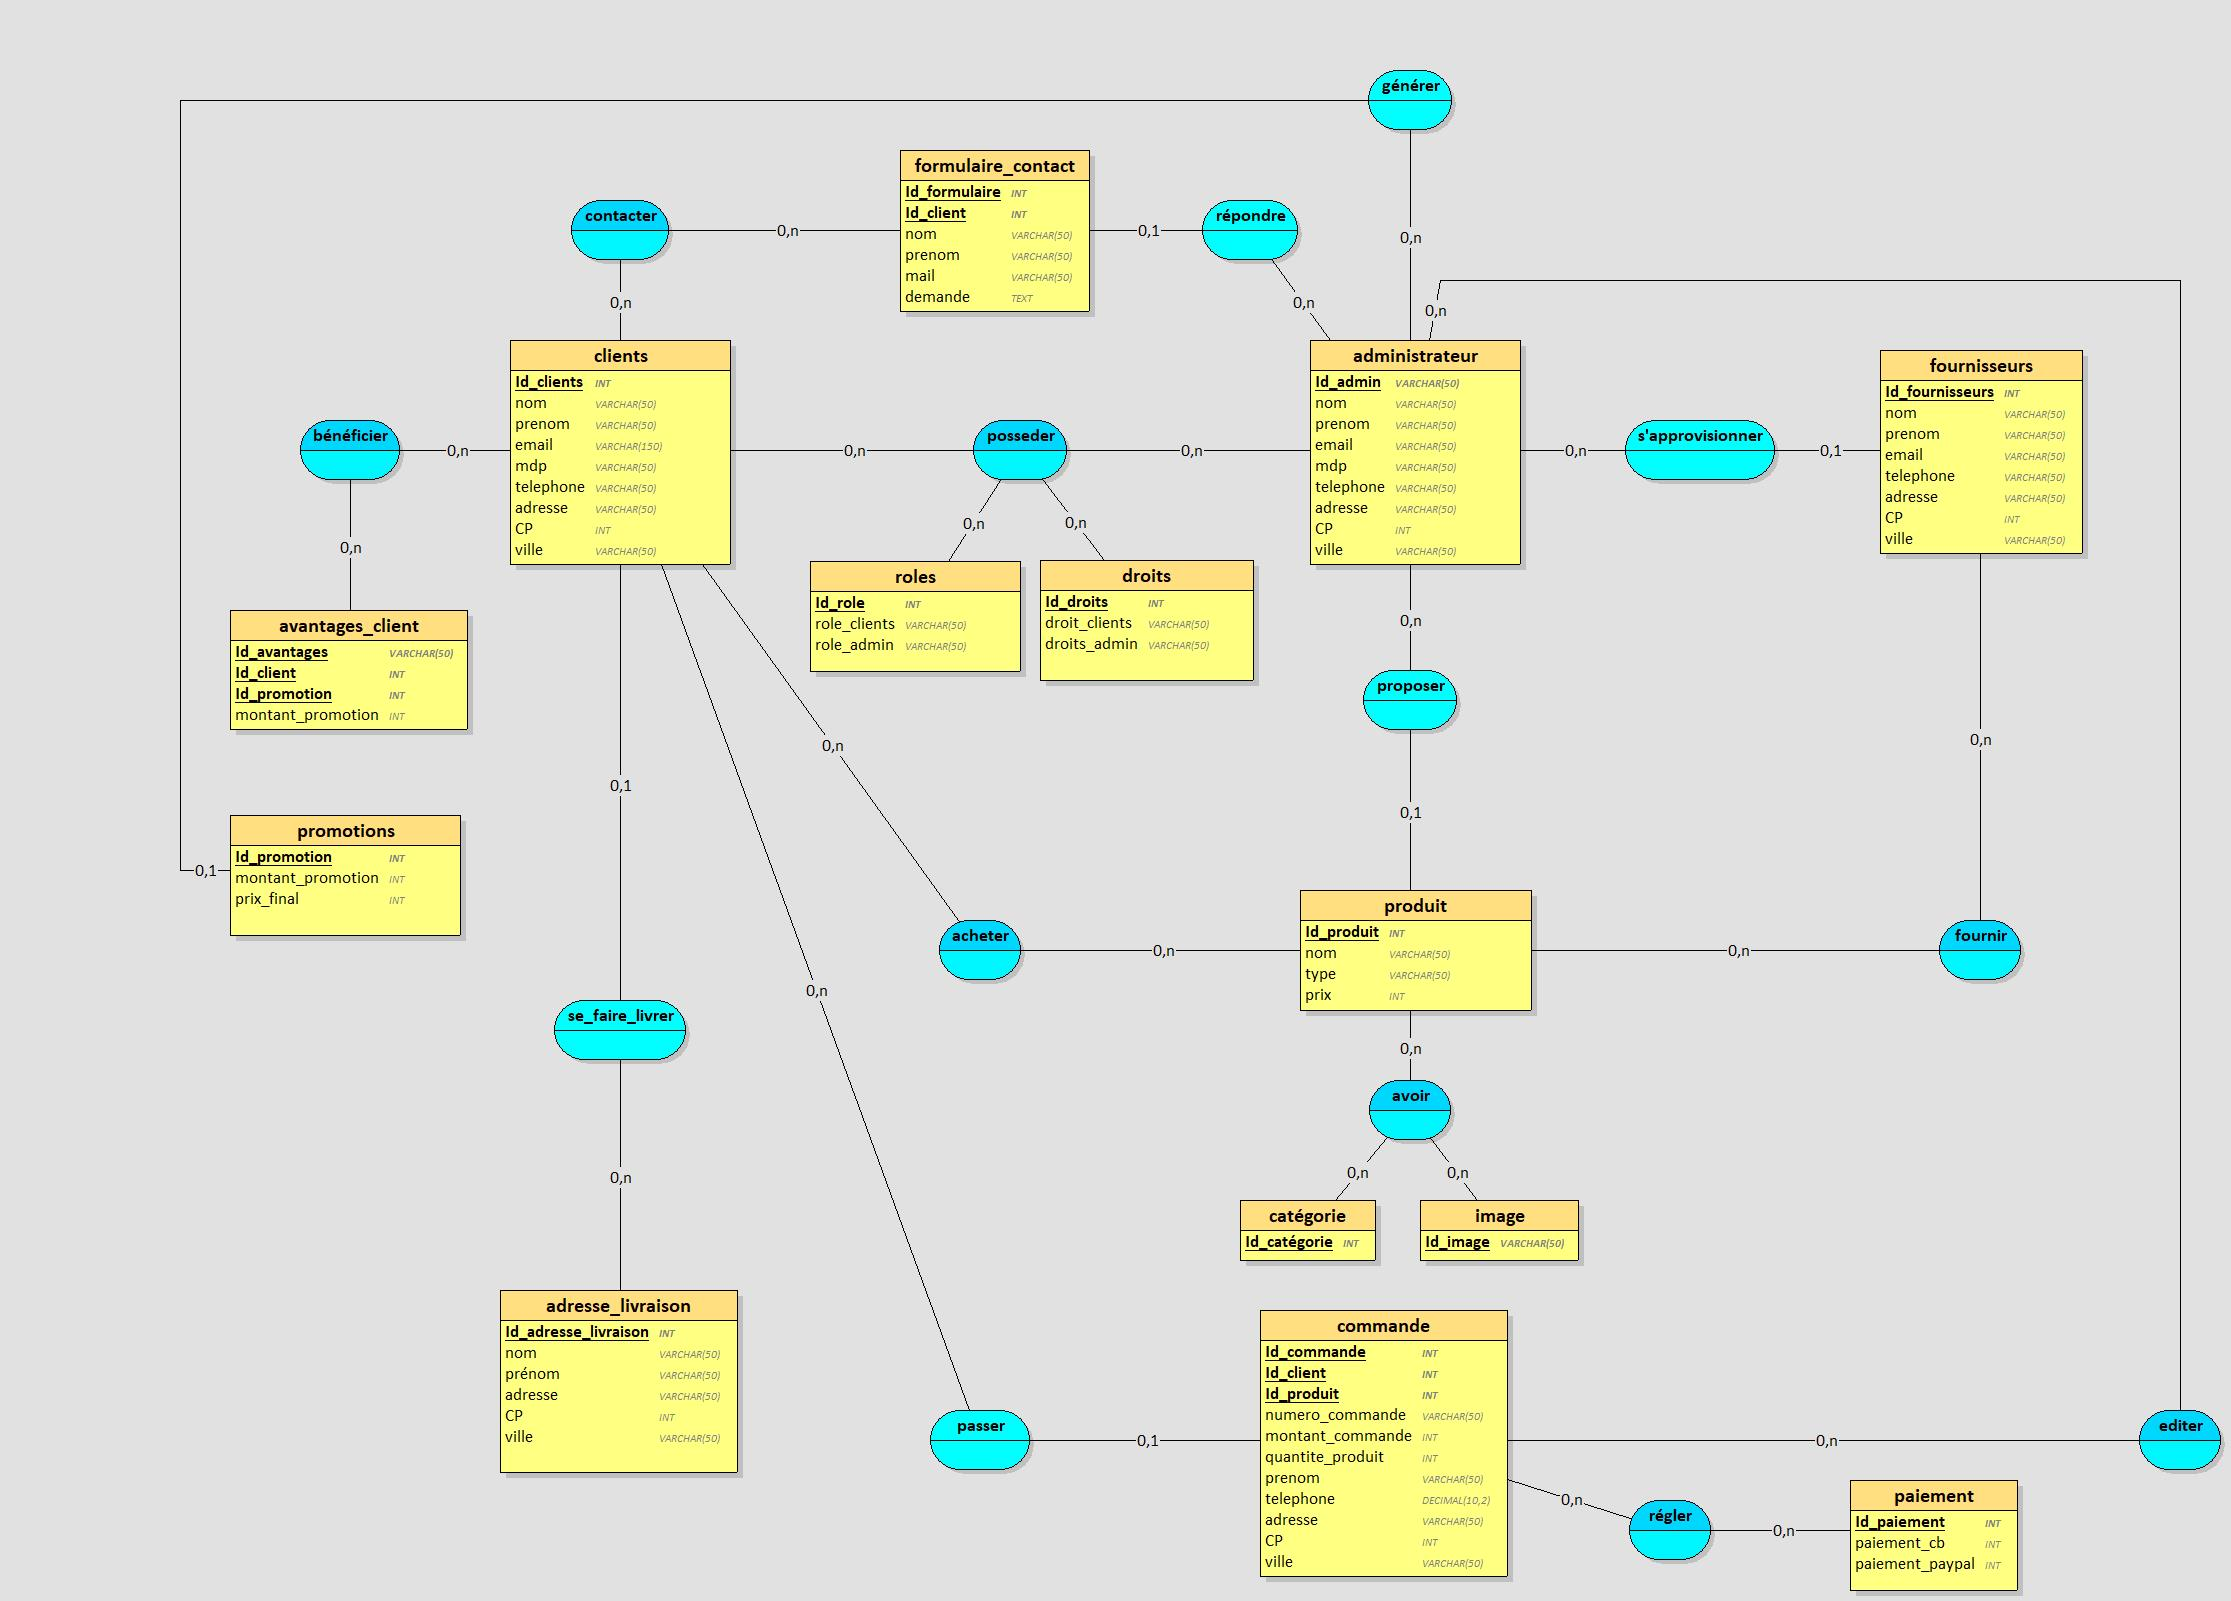 générer
formulaire_contact
Id_formulaire INT
Id_client INT
nom VARCHAR(50)
prenom VARCHAR(50)
mail VARCHAR(50)
demande TEXT
contacter
0,n
0,1
répondre
0,n
0,n
0,n
0,n
clients
Id_clients INT
nom VARCHAR(50)
prenom VARCHAR(50)
email VARCHAR(150)
mdp VARCHAR(50)
telephone VARCHAR(50)
adresse VARCHAR(50)
CP INT
ville VARCHAR(50)
administrateur
Id_admin VARCHAR(50)
nom VARCHAR(50)
prenom VARCHAR(50)
email VARCHAR(50)
mdp VARCHAR(50)
telephone VARCHAR(50)
adresse VARCHAR(50)
CP INT
ville VARCHAR(50)
fournisseurs
Id_fournisseurs INT
nom VARCHAR(50)
prenom VARCHAR(50)
email VARCHAR(50)
telephone VARCHAR(50)
adresse VARCHAR(50)
CP INT
ville VARCHAR(50)
bénéficier
0,n
0,n
posseder
0,n
0,n
s'approvisionner
0,1
0,n
0,n
0,n
roles
Id_role INT
role_clients VARCHAR(50)
role_admin VARCHAR(50)
droits
Id_droits INT
droit_clients VARCHAR(50)
droits_admin VARCHAR(50)
avantages_client
Id_avantages VARCHAR(50)
Id_client INT
Id_promotion INT
montant_promotion INT
0,n
proposer
0,n
0,n
0,1
0,1
promotions
Id_promotion INT
montant_promotion INT
prix_final INT
0,1
produit
Id_produit INT
nom VARCHAR(50)
type VARCHAR(50)
prix INT
acheter
0,n
0,n
fournir
0,n
se_faire_livrer
0,n
avoir
0,n
0,n
0,n
catégorie
Id_catégorie INT
image
Id_image VARCHAR(50)
adresse_livraison
Id_adresse_livraison INT
nom VARCHAR(50)
prénom VARCHAR(50)
adresse VARCHAR(50)
CP INT
ville VARCHAR(50)
commande
Id_commande INT
Id_client INT
Id_produit INT
numero_commande VARCHAR(50)
montant_commande INT
quantite_produit INT
prenom VARCHAR(50)
telephone DECIMAL(10,2)
adresse VARCHAR(50)
CP INT
ville VARCHAR(50)
passer
0,1
0,n
editer
0,n
régler
0,n
paiement
Id_paiement INT
paiement_cb INT
paiement_paypal INT